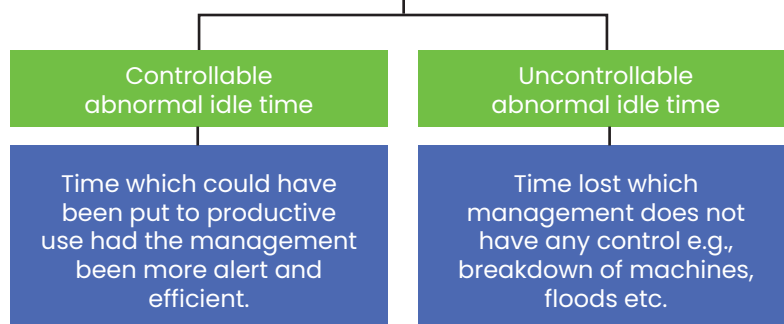 Controllable
abnormal idle time
Uncontrollable
abnormal idle time
Time which could have
been put to productive
use had the management
been more alert and
efficient.
Time lost which
management does not
have any control e.g.,
breakdown of machines,
floods etc.